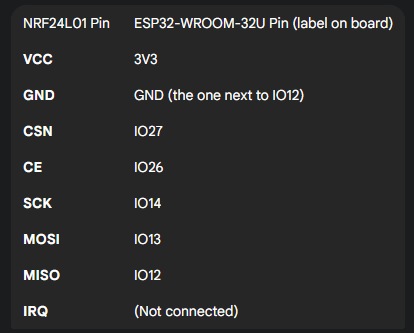 NRF24L01 Pin ESP32-WROOM-32U Pin (label on board)
VCC 3V3
GND GND (the one next to IO12)
CSN IO27
CE IO26
SCK IO14
MOSI IO13
MISO IO12
IRQ (Not connected)